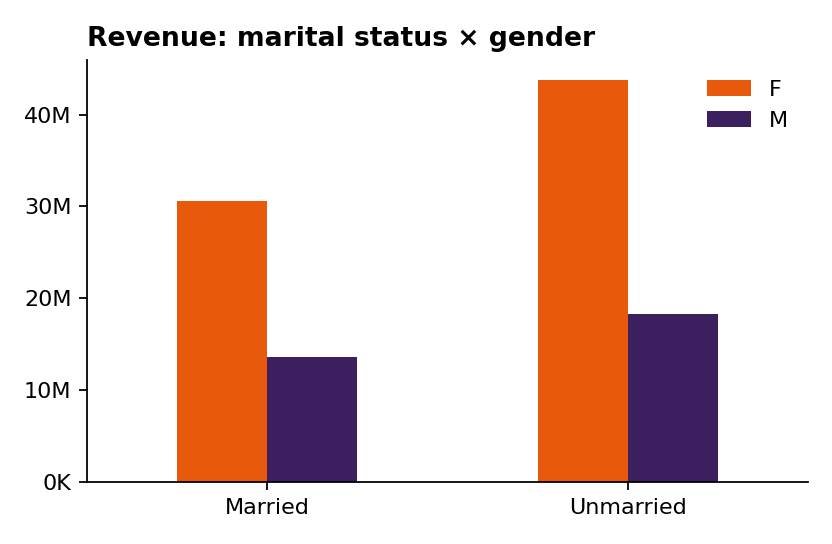 Revenue: marital status × gender
F
M
40M
30M
20M
10M
0K
Married
Unmarried